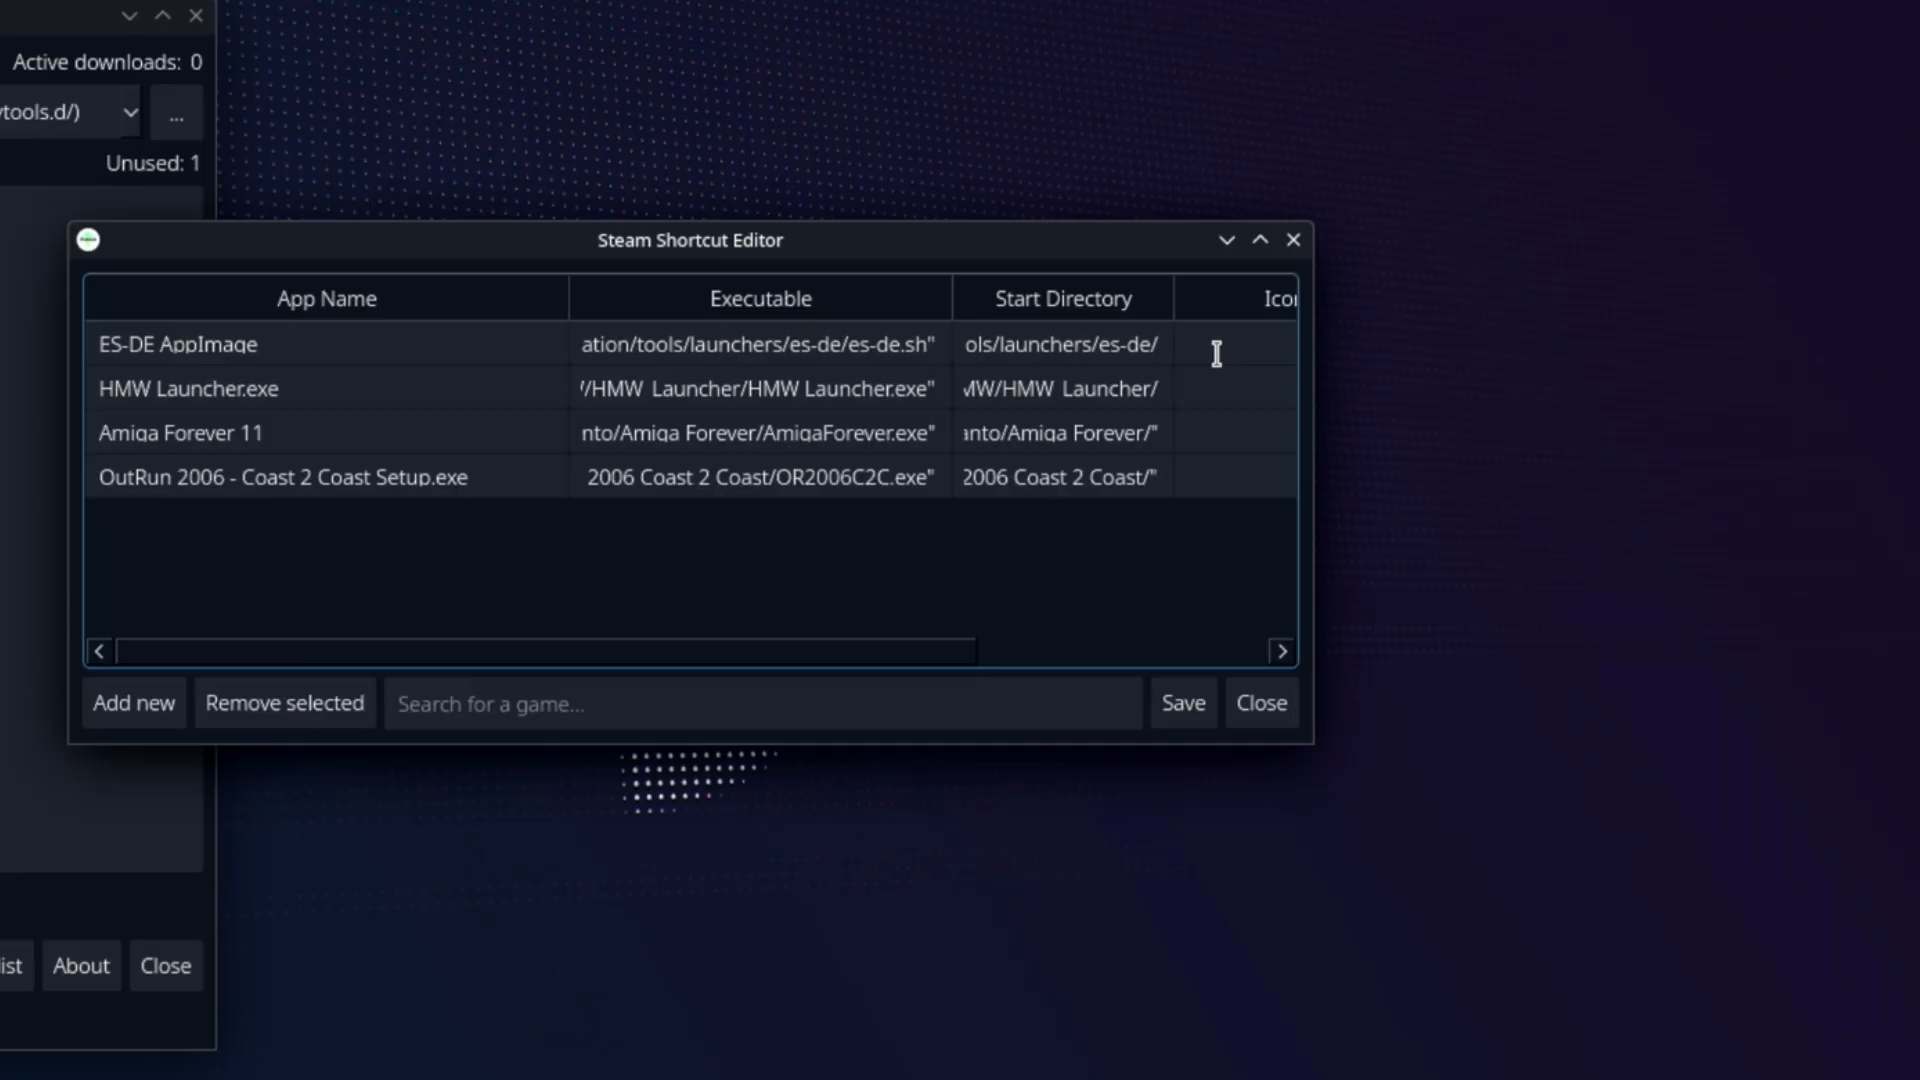 Active downloads: 0
ytools.d/)
...
Unused: 1
Steam Shortcut Editor
App Name Executable Start Directory Icon
ES-DE AppImage ation/tools/launchers/es-de/es-de.sh" ols/launchers/es-de/
HMW Launcher.exe '/HMW Launcher/HMW Launcher.exe" MW/HMW Launcher/
Amiga Forever 11 nto/Amiga Forever/AmigaForever.exe" anto/Amiga Forever/"
OutRun 2006 - Coast 2 Coast Setup.exe 2006 Coast 2 Coast/OR2006C2C.exe" 2006 Coast 2 Coast/"
Add new Remove selected Search for a game... Save Close
ist About Close